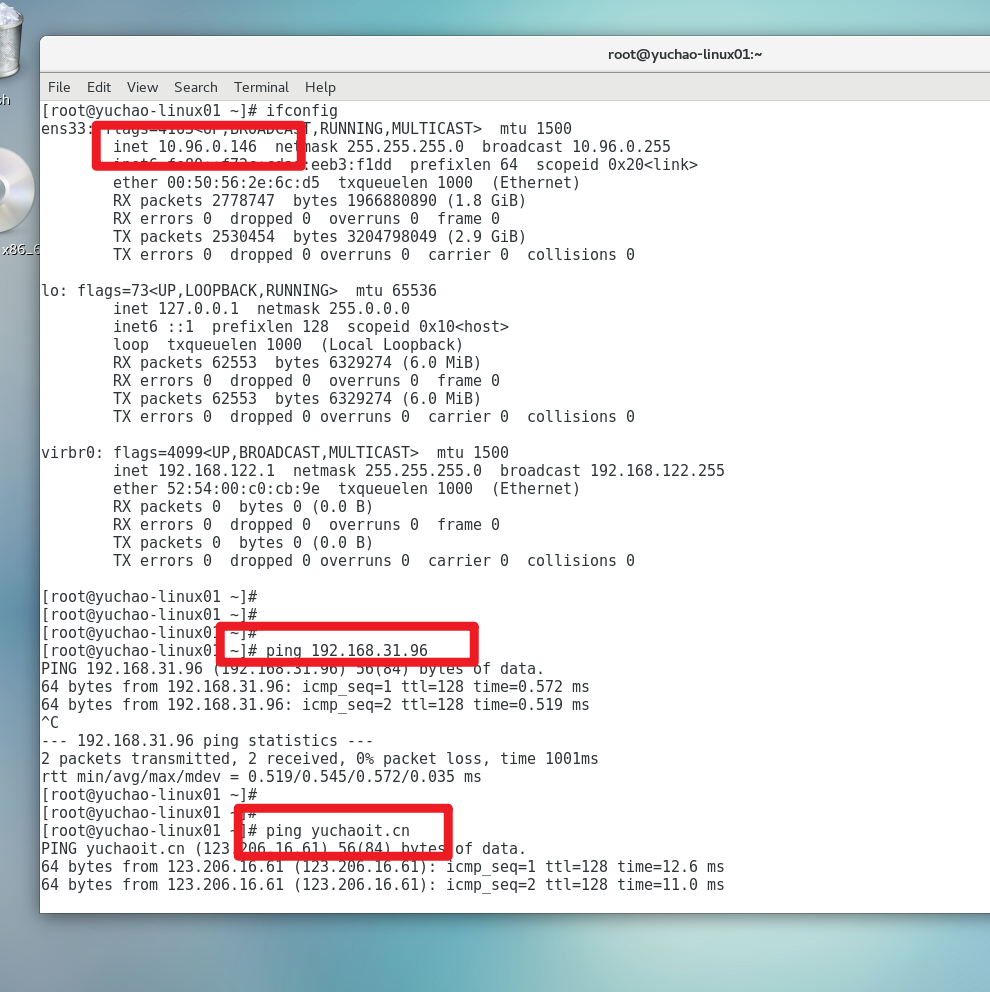 root@yuchao-linux01:~
File Edit View Search Terminal Help
[root@yuchao-linux01 ~]# ifconfig
ens33: flags=4163<UP,BROADCAST,RUNNING,MULTICAST>  mtu 1500
        inet 10.96.0.146  netmask 255.255.255.0  broadcast 10.96.0.255
        eeb3:f1dd  prefixlen 64  scopeid 0x20<link>
        ether 00:50:56:2e:6c:d5  txqueuelen 1000  (Ethernet)
        RX packets 2778747  bytes 1966880890 (1.8 GiB)
        RX errors 0  dropped 0  overruns 0  frame 0
        TX packets 2530454  bytes 3204798049 (2.9 GiB)
        TX errors 0  dropped 0 overruns 0  carrier 0  collisions 0
lo: flags=73<UP,LOOPBACK,RUNNING>  mtu 65536
        inet 127.0.0.1  netmask 255.0.0.0
        inet6 ::1  prefixlen 128  scopeid 0x10<host>
        loop  txqueuelen 1000  (Local Loopback)
        RX packets 62553  bytes 6329274 (6.0 MiB)
        RX errors 0  dropped 0  overruns 0  frame 0
        TX packets 62553  bytes 6329274 (6.0 MiB)
        TX errors 0  dropped 0 overruns 0  carrier 0  collisions 0
virbr0: flags=4099<UP,BROADCAST,MULTICAST>  mtu 1500
        inet 192.168.122.1  netmask 255.255.255.0  broadcast 192.168.122.255
        ether 52:54:00:c0:cb:9e  txqueuelen 1000  (Ethernet)
        RX packets 0  bytes 0 (0.0 B)
        RX errors 0  dropped 0  overruns 0  frame 0
        TX packets 0  bytes 0 (0.0 B)
        TX errors 0  dropped 0 overruns 0  carrier 0  collisions 0
[root@yuchao-linux01 ~]#
[root@yuchao-linux01 ~]#
[root@yuchao-linux01 ~]#
[root@yuchao-linux01 ~]# ping 192.168.31.96
PING 192.168.31.96 (192.168.31.96) 56(84) bytes of data.
64 bytes from 192.168.31.96: icmp_seq=1 ttl=128 time=0.572 ms
64 bytes from 192.168.31.96: icmp_seq=2 ttl=128 time=0.519 ms
^C
--- 192.168.31.96 ping statistics ---
2 packets transmitted, 2 received, 0% packet loss, time 1001ms
rtt min/avg/max/mdev = 0.519/0.545/0.572/0.035 ms
[root@yuchao-linux01 ~]#
[root@yuchao-linux01 ~]#
[root@yuchao-linux01 ~]# ping yuchaoit.cn
PING yuchaoit.cn (123.206.16.61) 56(84) bytes of data.
64 bytes from 123.206.16.61 (123.206.16.61): icmp_seq=1 ttl=128 time=12.6 ms
64 bytes from 123.206.16.61 (123.206.16.61): icmp_seq=2 ttl=128 time=11.0 ms